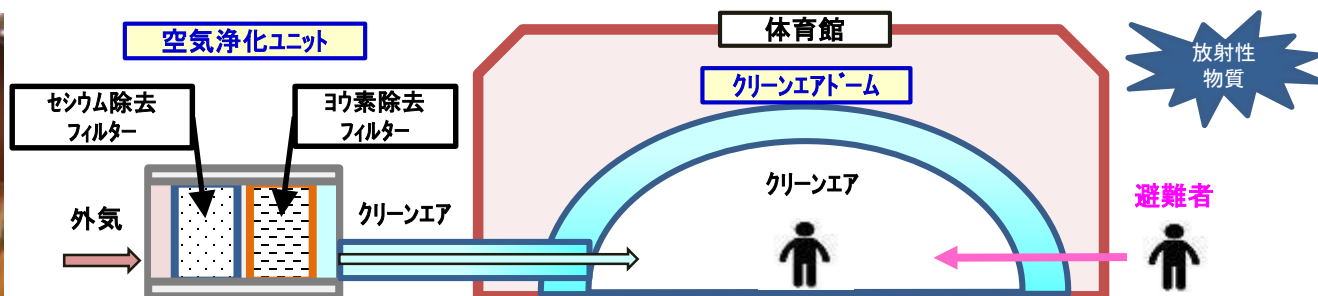 空気浄化ユニット
体育館
放射性
物質
セシウム除去
フィルター
ヨウ素除去
フィルター
クリーンエアドーム
クリーンエア
避難者
外気
クリーンエア